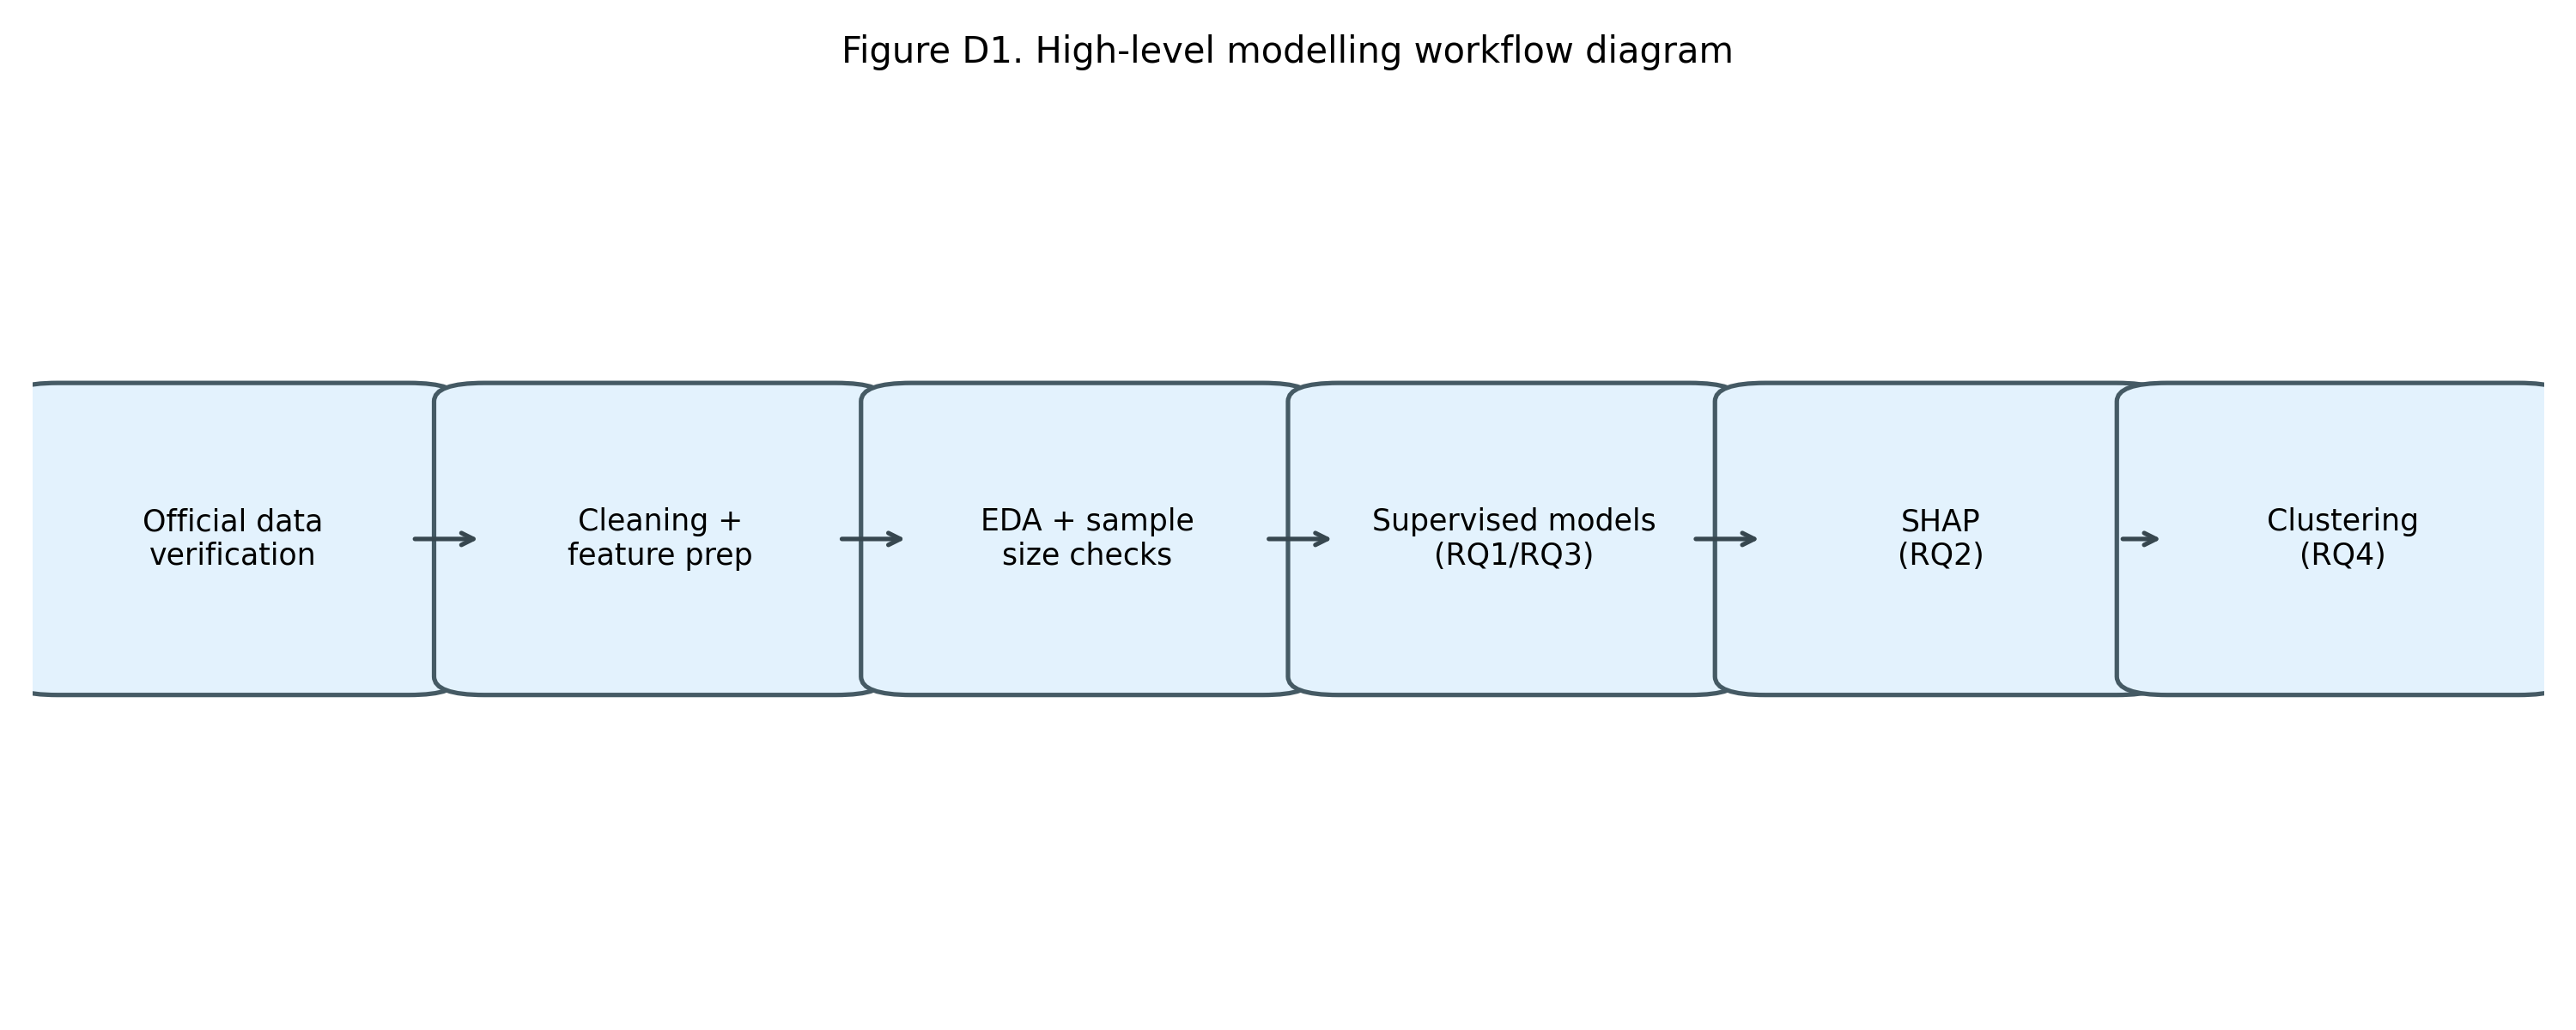 Figure D1. High-level modelling workflow diagram
Official data
verification
Cleaning +
feature prep
EDA + sample
size checks
Supervised models
(RQ1/RQ3)
SHAP
(RQ2)
Clustering
(RQ4)